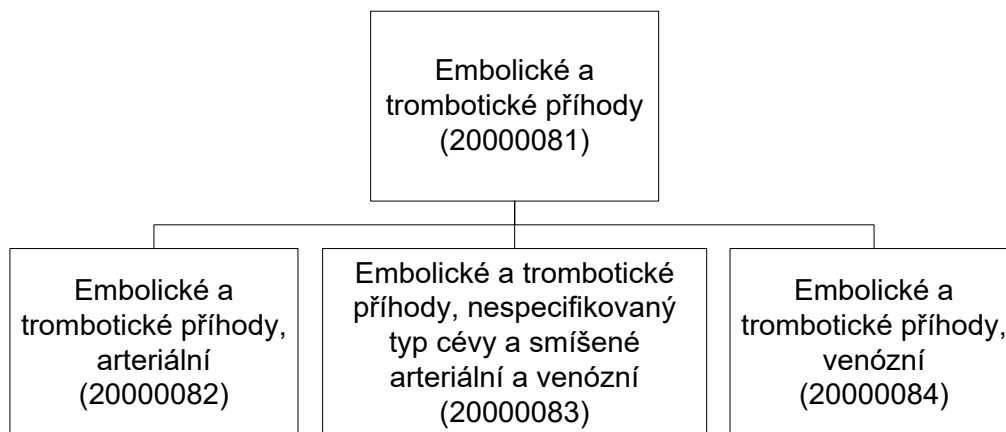 Embolické a
trombotické příhody
(20000081)
Embolické a
trombotické příhody,
arteriální
(20000082)
Embolické a trombotické
příhody, nespecifikovaný
typ cévy a smíšené
arteriální a venózní
(20000083)
Embolické a
trombotické příhody,
venózní
(20000084)